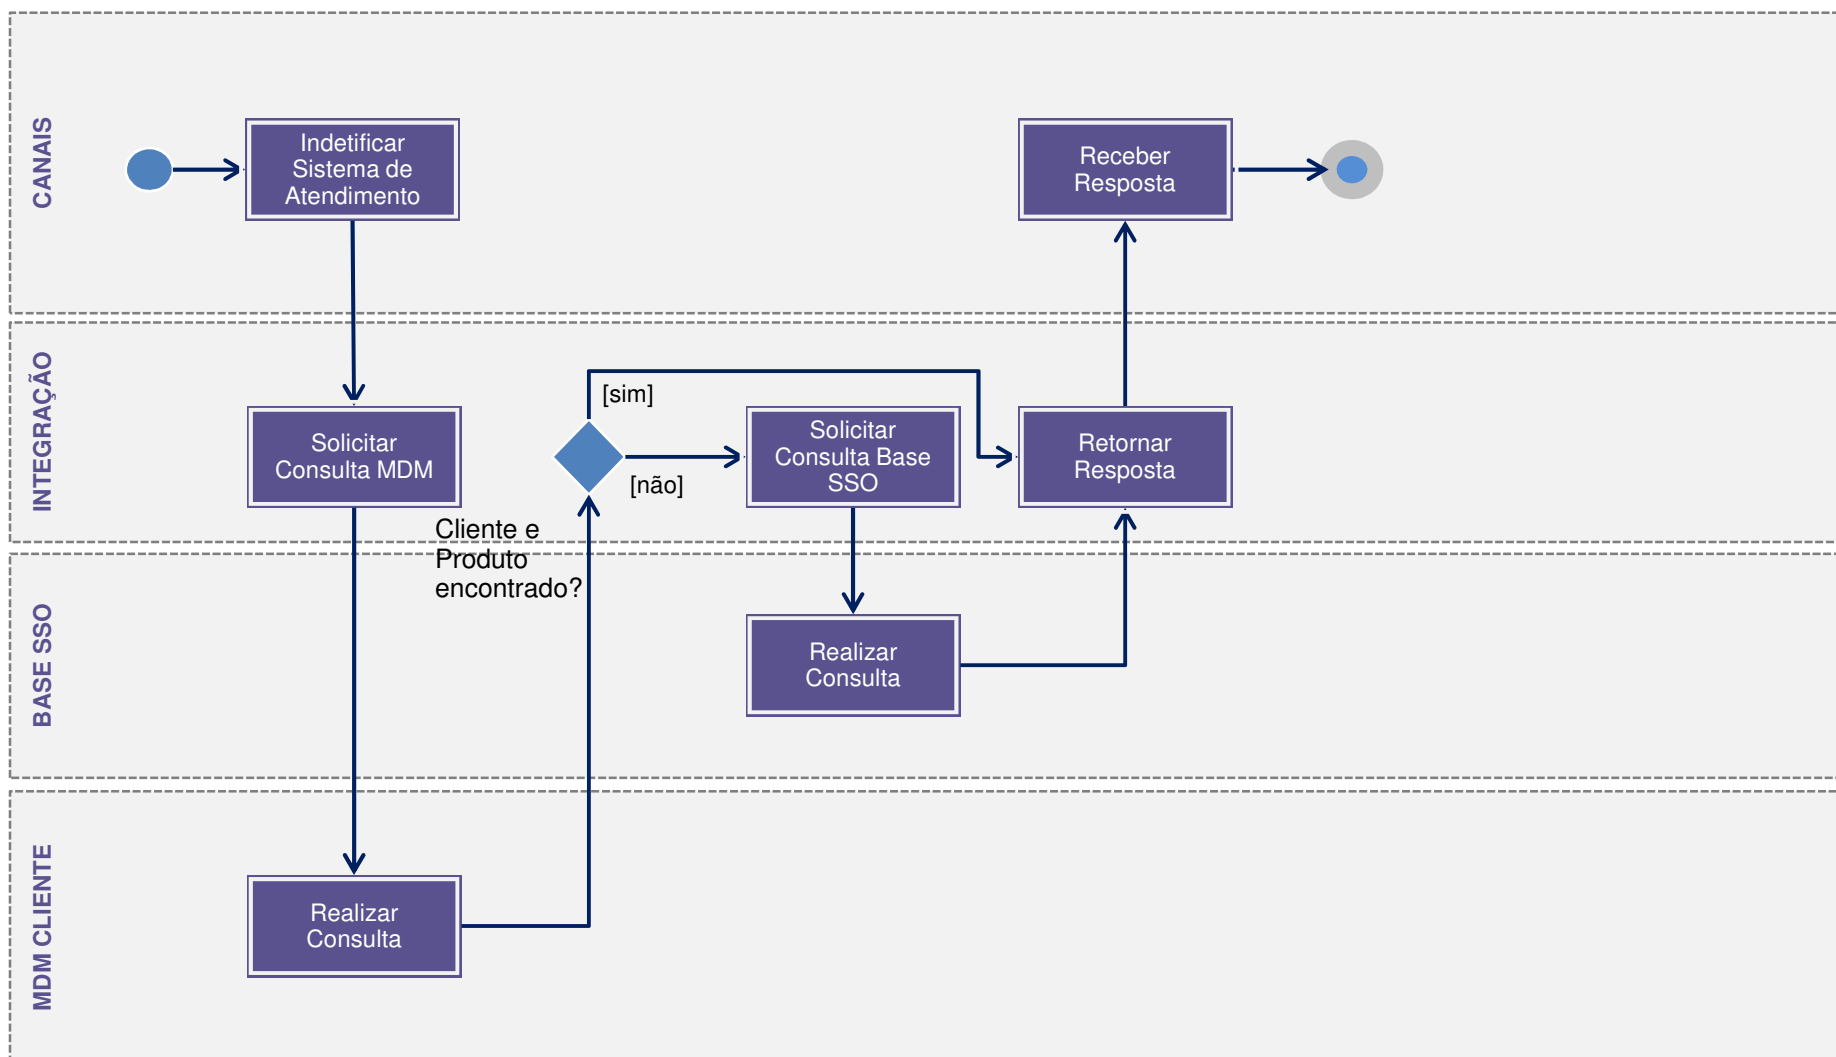 CANAIS
Indetificar
Sistema de
Atendimento
Receber
Resposta
INTEGRAÇÃO
Solicitar
Consulta MDM
[sim]
[não]
Solicitar
Consulta Base
SSO
Retornar
Resposta
Cliente e
Produto
encontrado?
BASE SSO
Realizar
Consulta
MDM CLIENTE
Realizar
Consulta